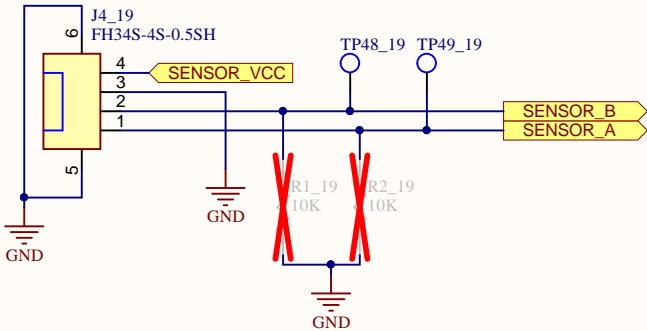 J4_19
FH34S-4S-0.5SH
6
4
3
2
1
5
SENSOR_VCC
TP48_19
TP49_19
SENSOR_B
SENSOR_A
R1_19
10K
R2_19
10K
GND
GND
GND